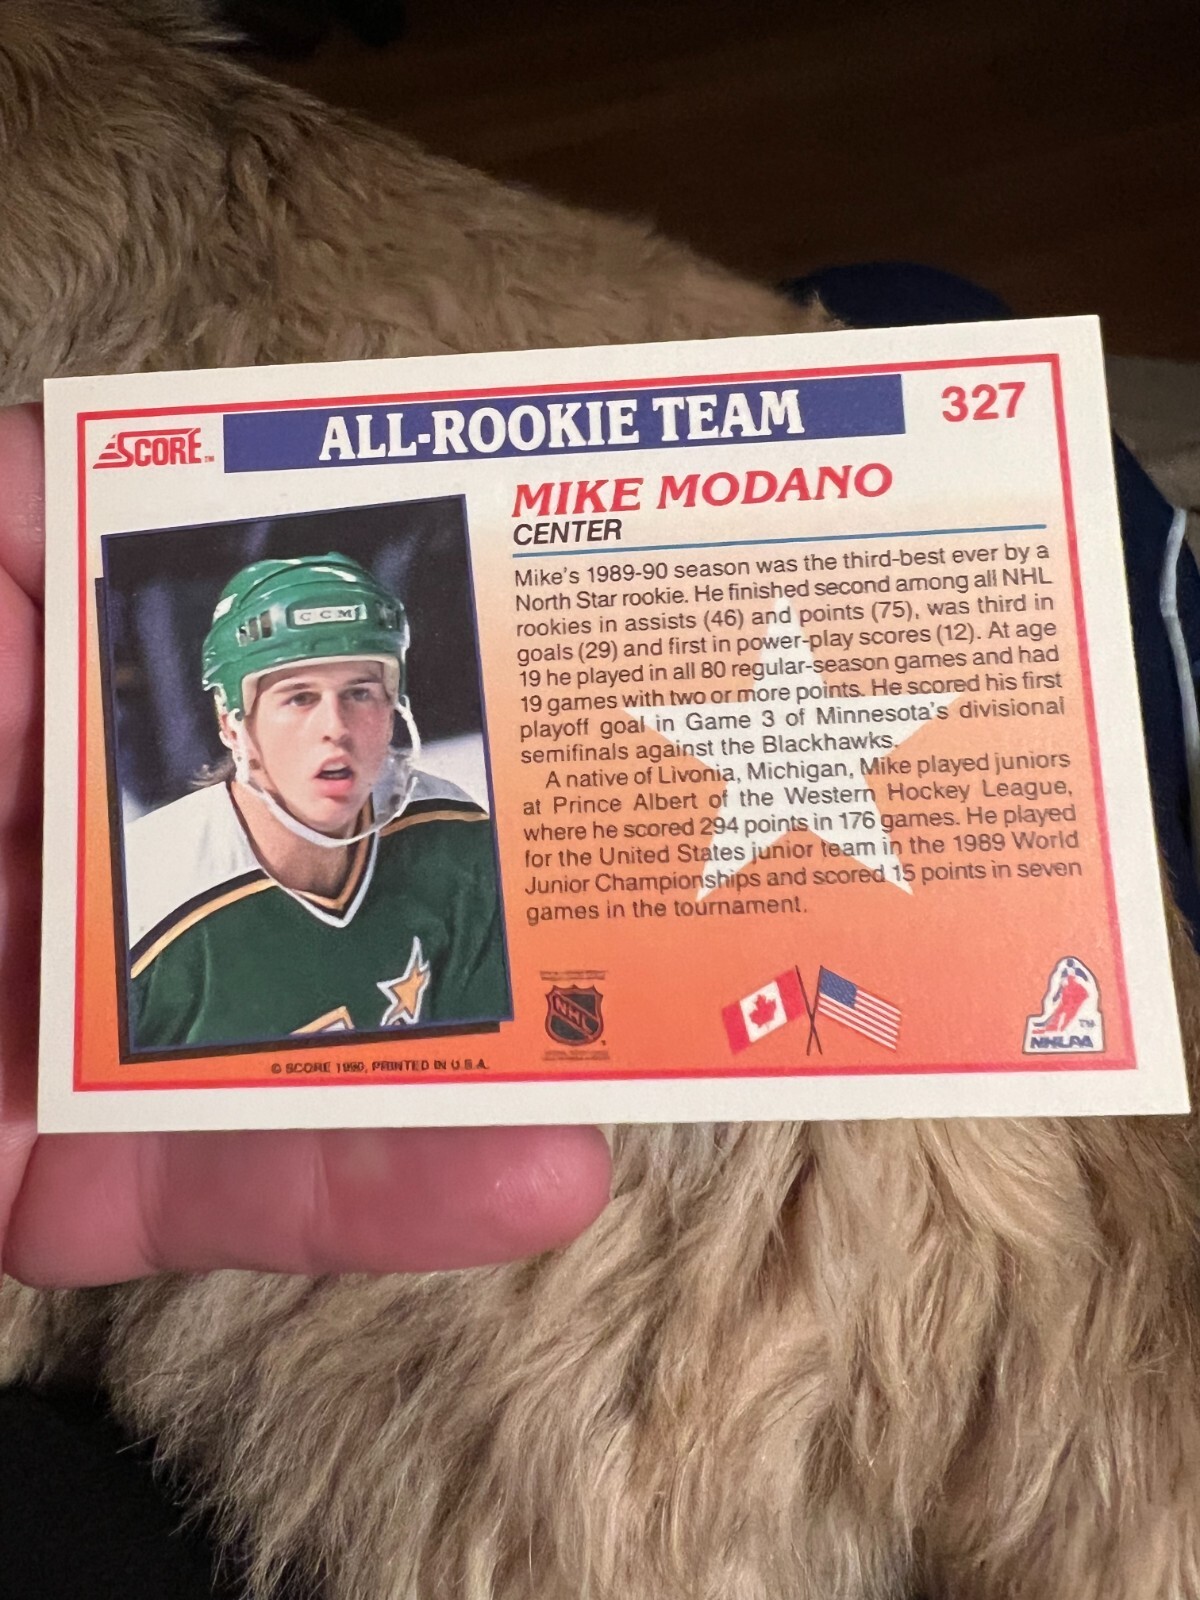 SCORE™
ALL-ROOKIE TEAM
327
MIKE MODANO
CENTER
CCM
Mike's 1989-90 season was the third-best ever by a
North Star rookie. He finished second among all NHL
rookies in assists (46) and points (75), was third in
goals (29) and first in power-play scores (12). At age
19 he played in all 80 regular-season games and had
19 games with two or more points. He scored his first
playoff goal in Game 3 of Minnesota's divisional
semifinals against the Blackhawks.
A native of Livonia, Michigan, Mike played juniors
at Prince Albert of the Western Hockey League,
where he scored 294 points in 176 games. He played
for the United States junior team in the 1989 World
Junior Championships and scored 15 points in seven
games in the tournament.
NHL
TM
NHLPA
© SCORE 1990, PRINTED IN U.S.A.